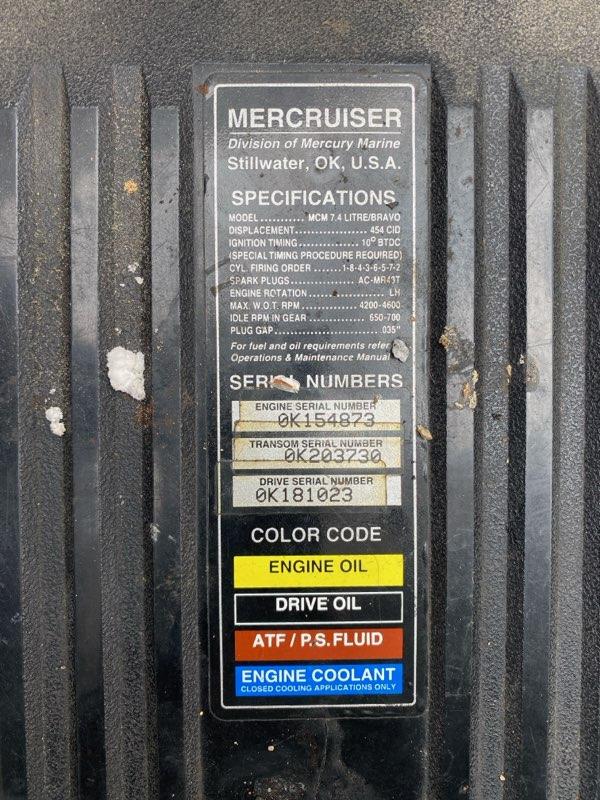 MERCRUISER
Division of Mercury Marine
Stillwater, OK, U.S.A.
SPECIFICATIONS
MODEL .......... MCM 7.4 LITRE/BRAVO
DISPLACEMENT .................. 454 CID
IGNITION TIMING ............... 10° BTDC
(SPECIAL TIMING PROCEDURE REQUIRED)
CYL. FIRING ORDER ....... 1-8-4-3-6-5-7-2
SPARK PLUGS ................ AC-MR43T
ENGINE ROTATION ................... LH
MAX. W.O.T. RPM ............. 4200-4600
IDLE RPM IN GEAR .............. 650-700
PLUG GAP ......................... .035"
For fuel and oil requirements refer
Operations & Maintenance Manual
SERIAL NUMBERS
ENGINE SERIAL NUMBER
0K154873
TRANSOM SERIAL NUMBER
0K203730
DRIVE SERIAL NUMBER
0K181023
COLOR CODE
ENGINE OIL
DRIVE OIL
ATF / P.S. FLUID
ENGINE COOLANT
CLOSED COOLING APPLICATIONS ONLY